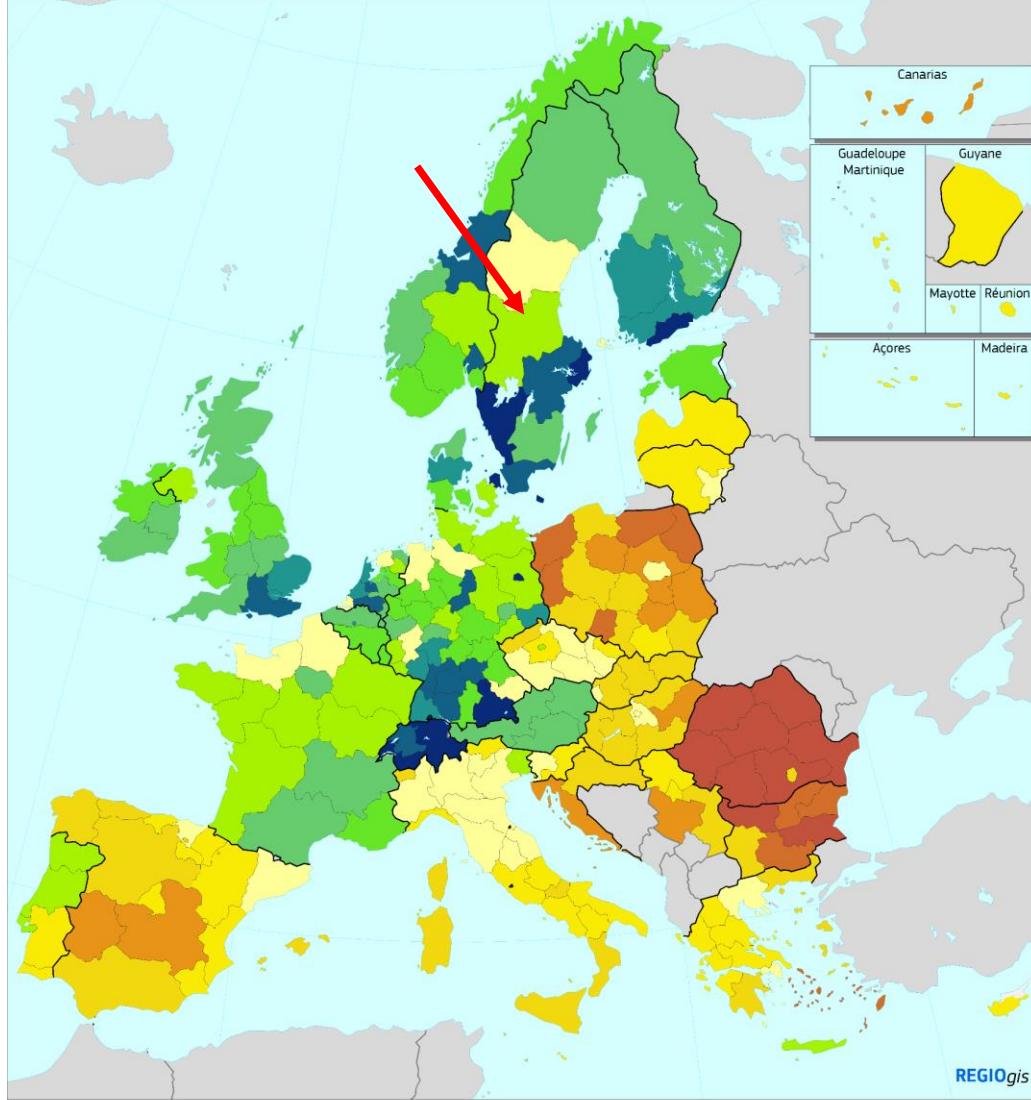 Canarias
Guadeloupe
Martinique
Guyane
Mayotte
Réunion
Açores
Madeira
REGIOgis